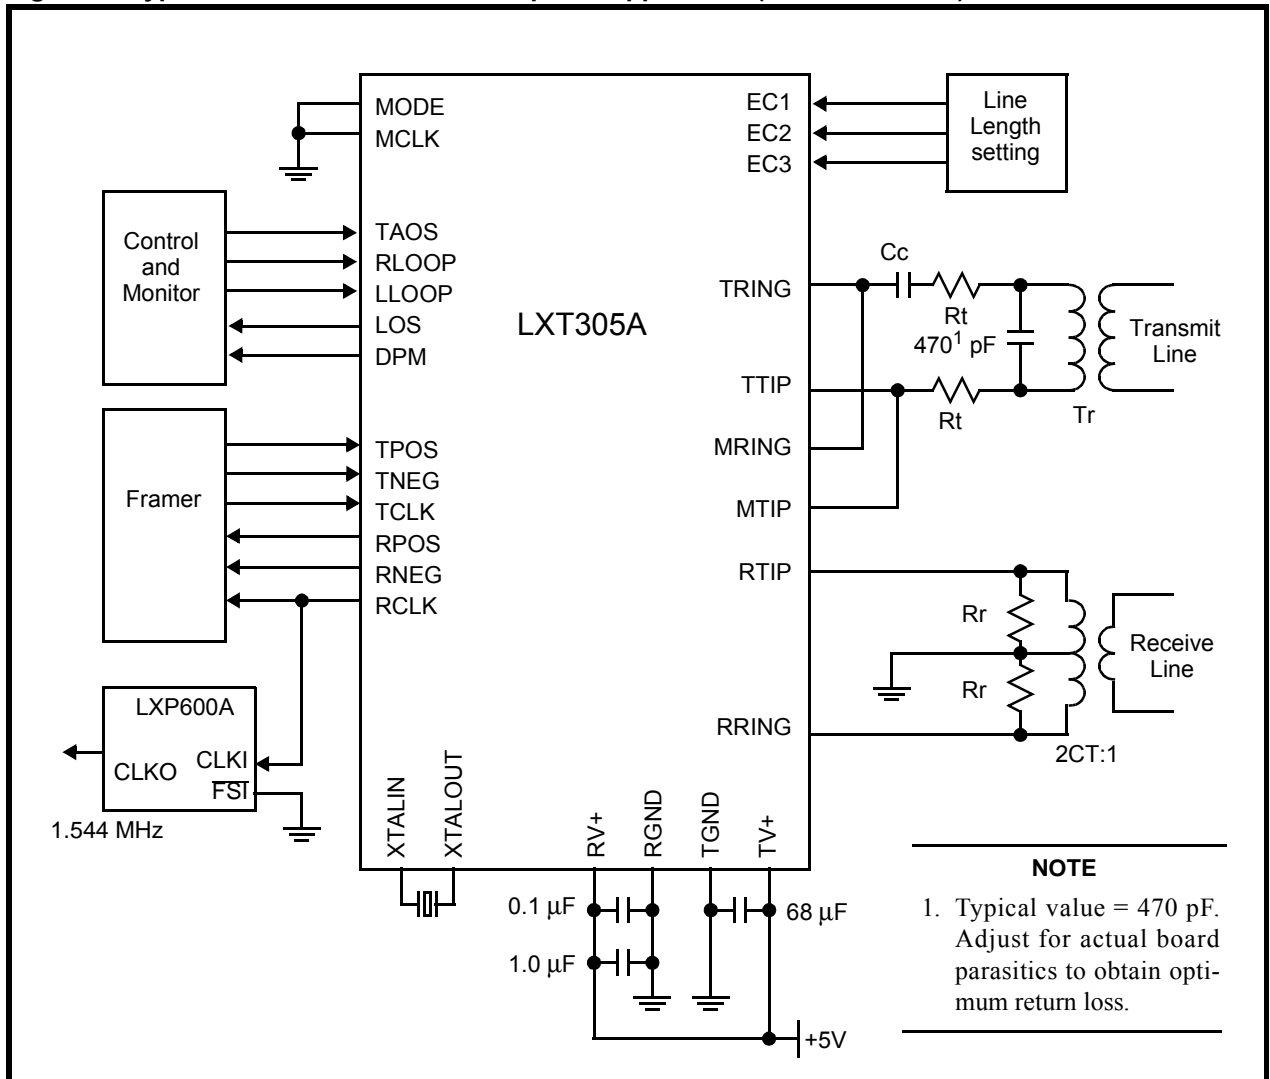 MODE
MCLK
EC1
EC2
EC3
Line
Length
setting
Control
and
Monitor
TAOS
RLOOP
LLOOP
LOS
DPM
LXT305A
TRING
TTIP
MRING
MTIP
Cc
Rt
470¹ pF
Rt
Tr
Transmit
Line
Framer
TPOS
TNEG
TCLK
RPOS
RNEG
RCLK
RTIP
RRING
Rr
Rr
Receive
Line
2CT:1
LXP600A
CLKO
CLKI
FSI
1.544 MHz
XTALIN
XTALOUT
RV+
RGND
TGND
TV+
0.1 µF
1.0 µF
68 µF
+5V
NOTE
1. Typical value = 470 pF.
Adjust for actual board
parasitics to obtain opti-
mum return loss.